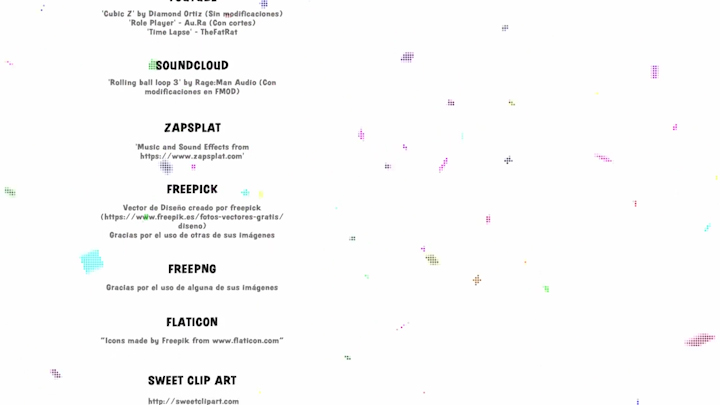 'Cubic Z' by Diamond Ortiz (Sin modificaciones)
'Role Player' - Au.Ra (Con cortes)
'Time Lapse' - TheFatRat
SOUNDCLOUD
'Rolling ball loop 3' by Rage:Man Audio (Con
modificaciones en FMOD)
ZAPSPLAT
'Music and Sound Effects from
https://www.zapsplat.com'
FREEPICK
Vector de Diseño creado por freepick
(https://www.freepik.es/fotos-vectores-gratis/
diseno)
Gracias por el uso de otras de sus imágenes
FREEPNG
Gracias por el uso de alguna de sus imágenes
FLATICON
"Icons made by Freepik from www.flaticon.com"
SWEET CLIP ART
http://sweetclipart.com